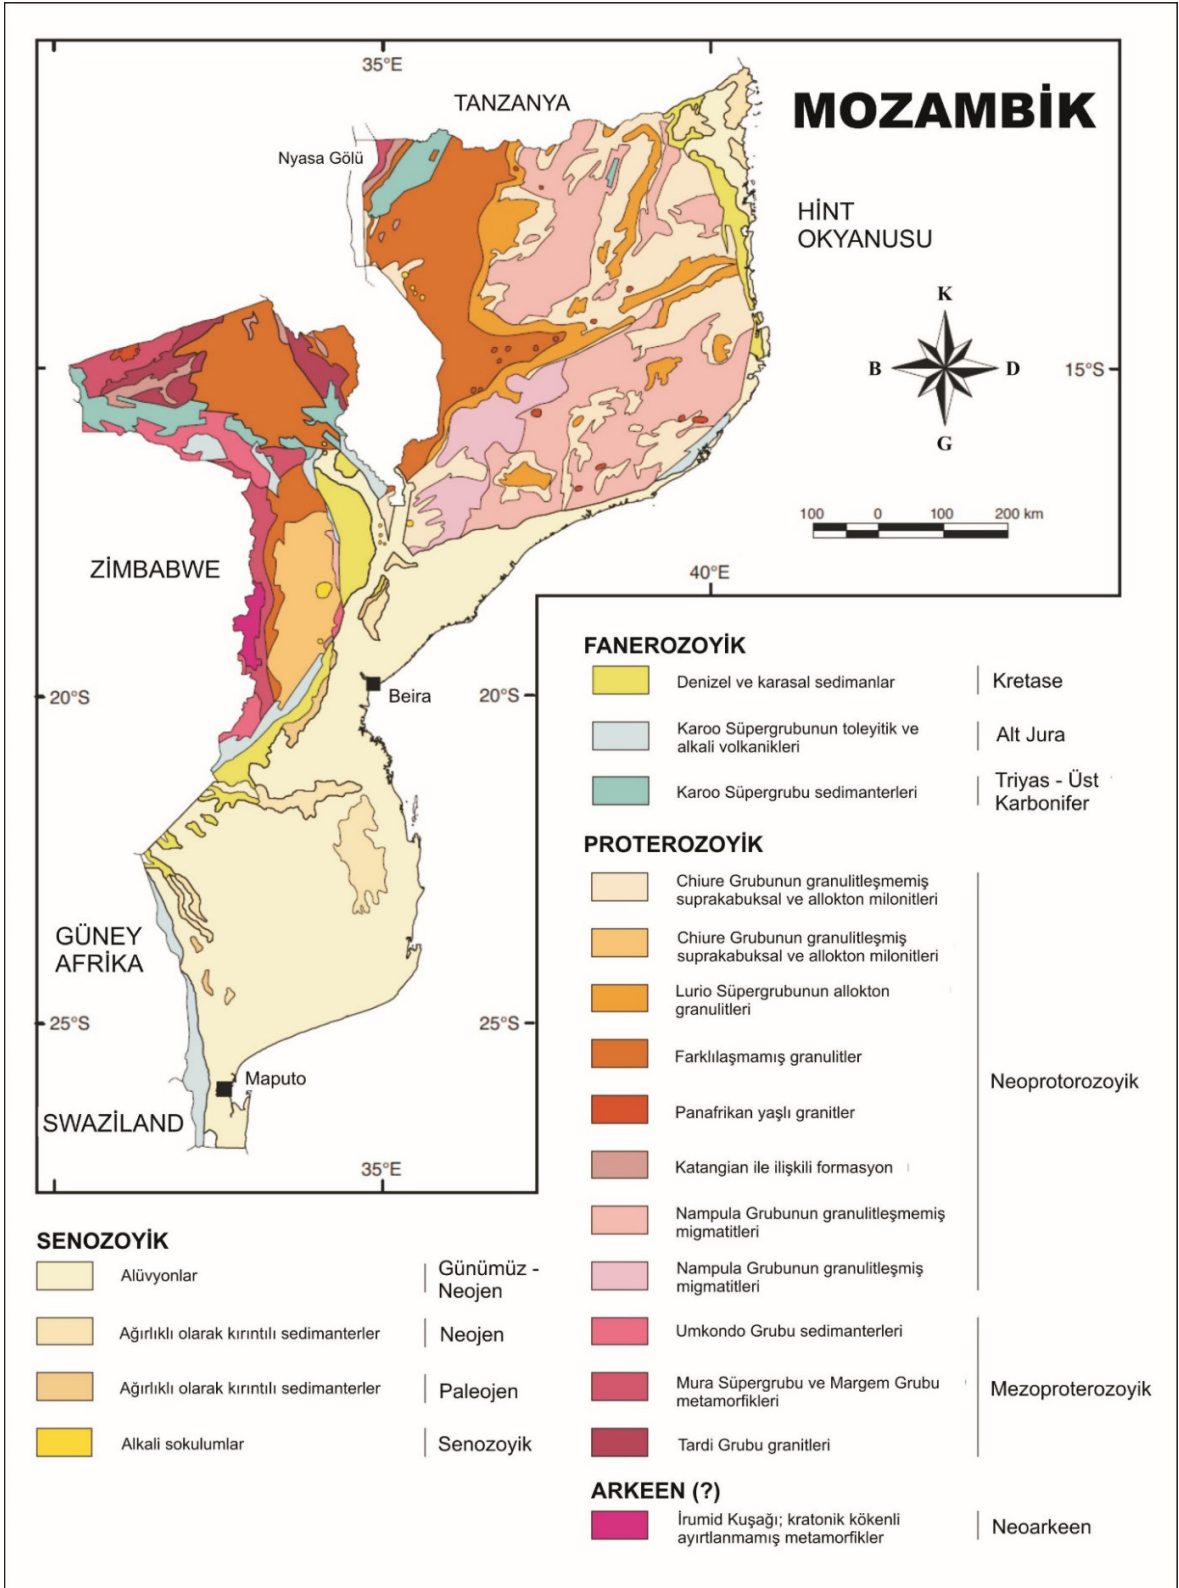 35°E
TANZANYA
MOZAMBİK
Nyasa Gölü
HİNT
OKYANUSU
K
B
D
G
15°S
100 0 100 200 km
ZİMBABWE
40°E
20°S
Beira
20°S
GÜNEY
AFRİKA
25°S
25°S
Maputo
SWAZİLAND
35°E
FANEROZOYİK
Denizel ve karasal sedimanlar
Kretase
Karoo Süpergrubunun toleyitik ve
alkali volkanikleri
Alt Jura
Karoo Süpergrubu sedimanterleri
Triyas - Üst
Karbonifer
PROTEROZOYİK
Chiure Grubunun granulitleşmemiş
suprakabuksal ve allokton milonitleri
Chiure Grubunun granulitleşmiş
suprakabuksal ve allokton milonitleri
Lurio Süpergrubunun allokton
granulitleri
Farklılaşmamış granulitler
Panafrikan yaşlı granitler
Katangian ile ilişkili formasyon
Nampula Grubunun granulitleşmemiş
migmatitleri
Nampula Grubunun granulitleşmiş
migmatitleri
Neoprotorozoyik
Umkondo Grubu sedimanterleri
Mura Süpergrubu ve Margem Grubu
metamorfikleri
Tardi Grubu granitleri
Mezoproterozoyik
ARKEEN (?)
İrumid Kuşağı; kratonik kökenli
ayırtlanmamış metamorfikler
Neoarkeen
SENOZOYİK
Alüvyonlar
Günümüz -
Neojen
Ağırlıklı olarak kırıntılı sedimanterler
Neojen
Ağırlıklı olarak kırıntılı sedimanterler
Paleojen
Alkali sokulumlar
Senozoyik